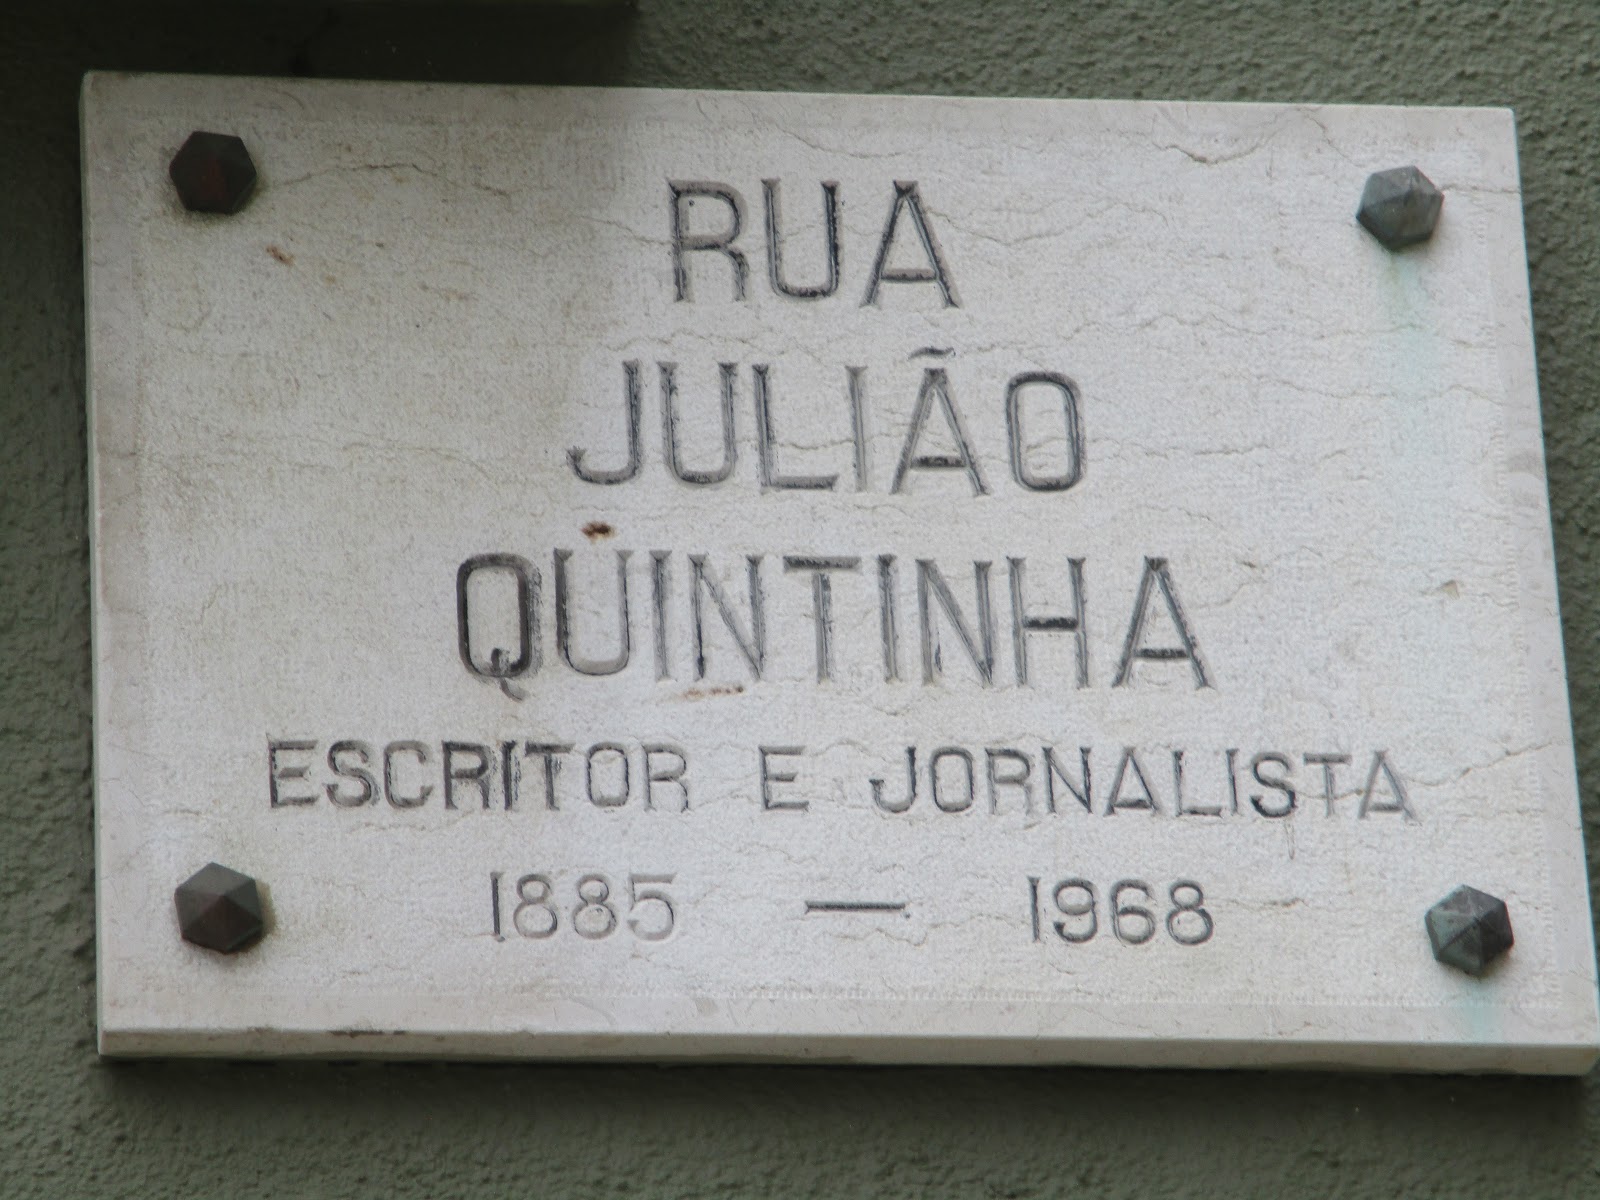 RUA
JULIÃO
QUINTINHA
ESCRITOR E JORNALISTA
1885 — 1968